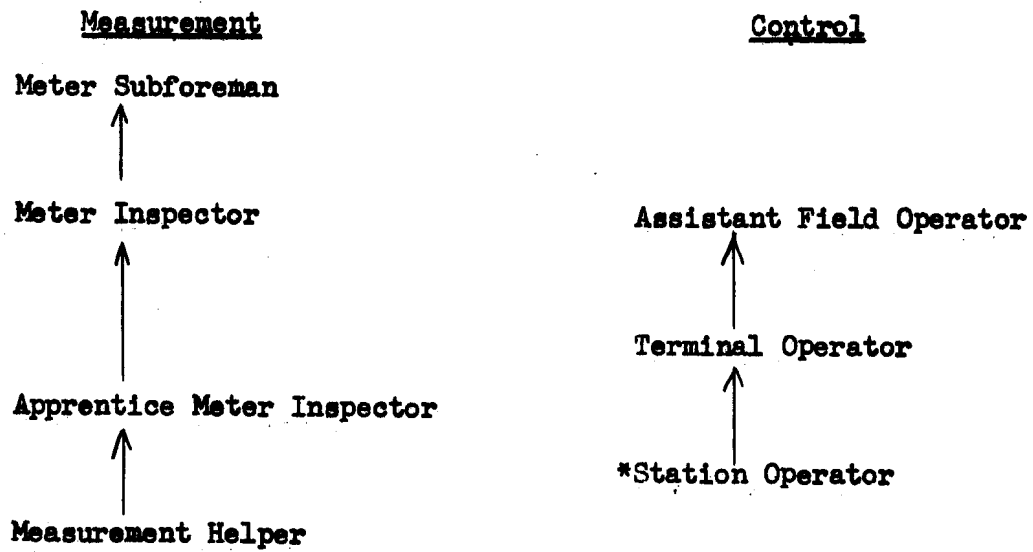 Measurement
Meter Subforeman
Meter Inspector
Apprentice Meter Inspector
Measurement Helper
Control
Assistant Field Operator
Terminal Operator
*Station Operator